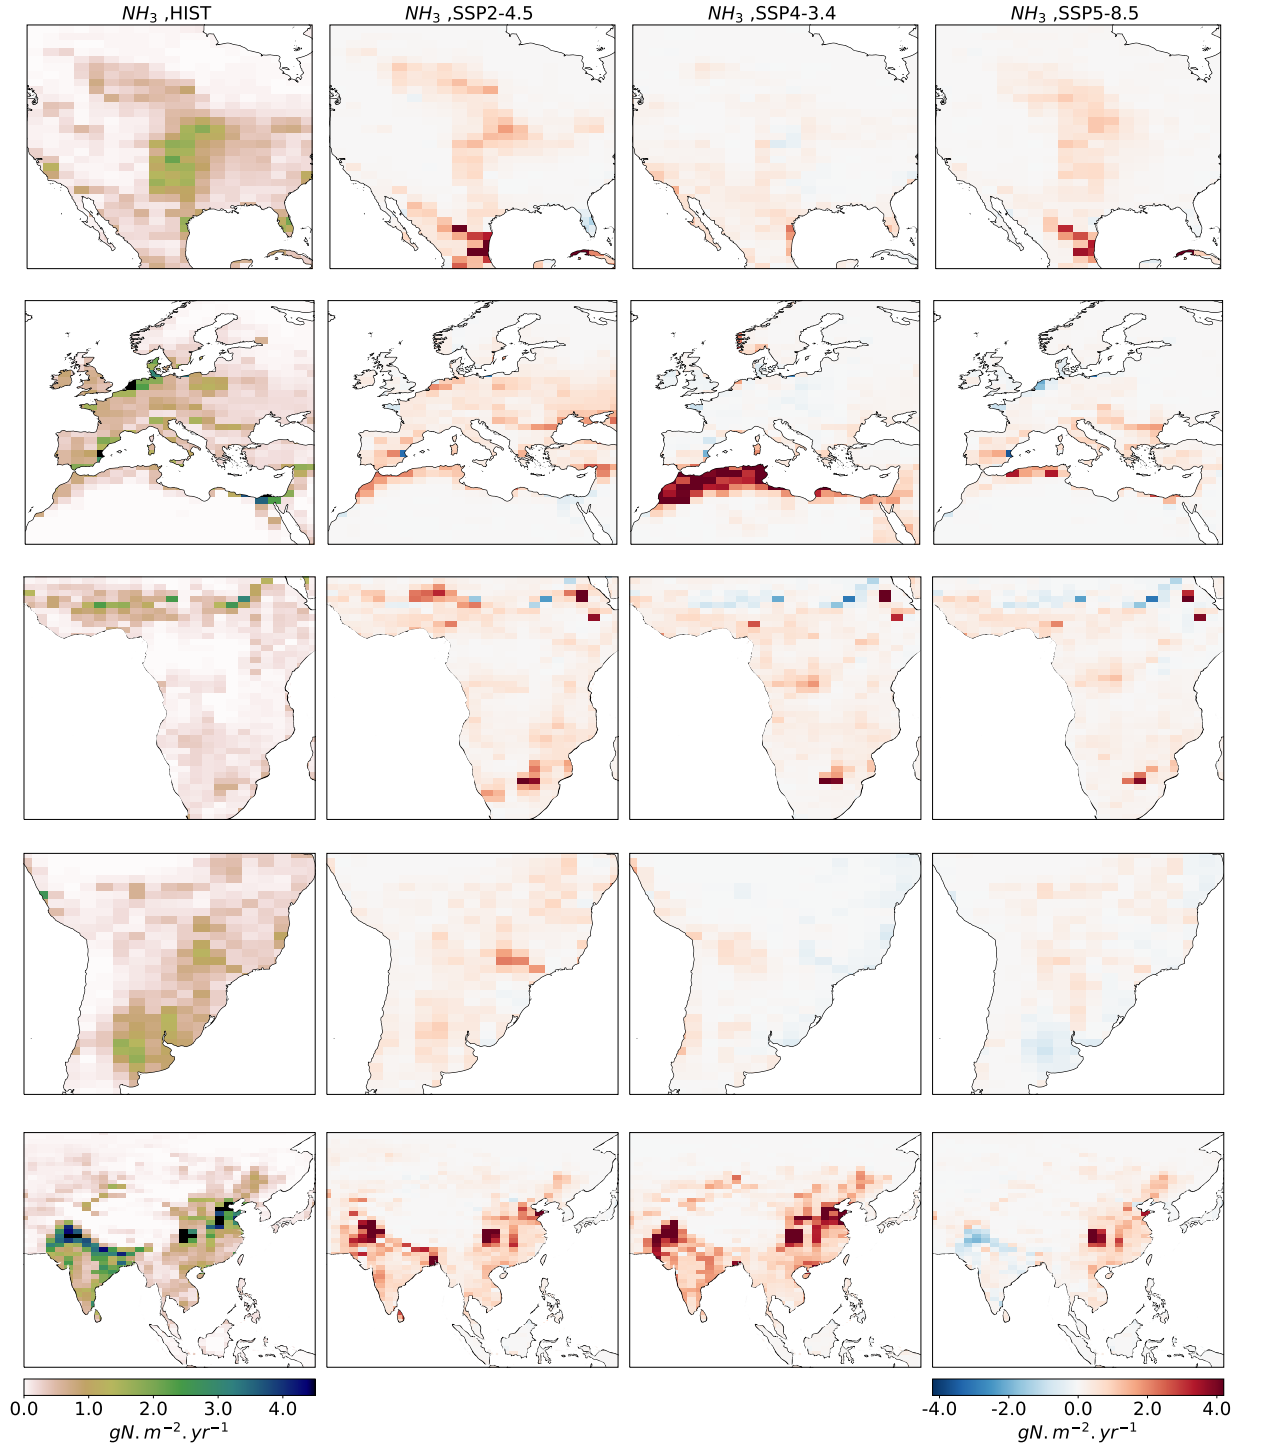 NH₃ ,HIST
NH₃ ,SSP2-4.5
NH₃ ,SSP4-3.4
NH₃ ,SSP5-8.5
0.0 1.0 2.0 3.0 4.0
gN.m⁻².yr⁻¹
-4.0 -2.0 0.0 2.0 4.0
gN.m⁻².yr⁻¹